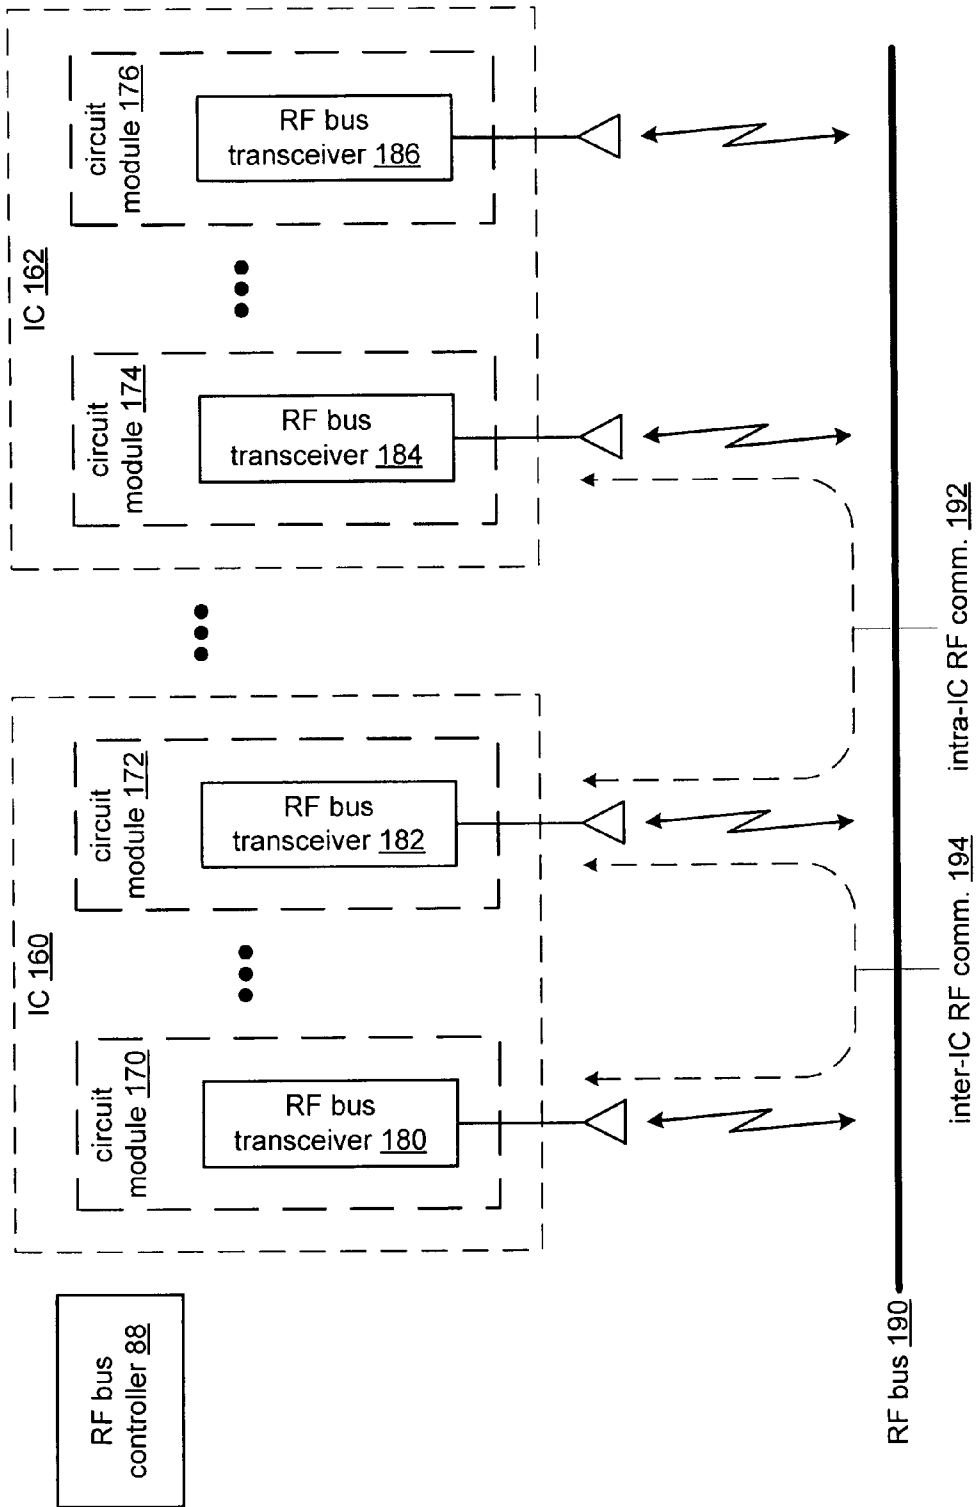 RF bus
controller 88
IC 160
circuit
module 170
RF bus
transceiver 180
circuit
module 172
RF bus
transceiver 182
IC 162
circuit
module 174
RF bus
transceiver 184
circuit
module 176
RF bus
transceiver 186
RF bus 190
inter-IC RF comm. 194
intra-IC RF comm. 192